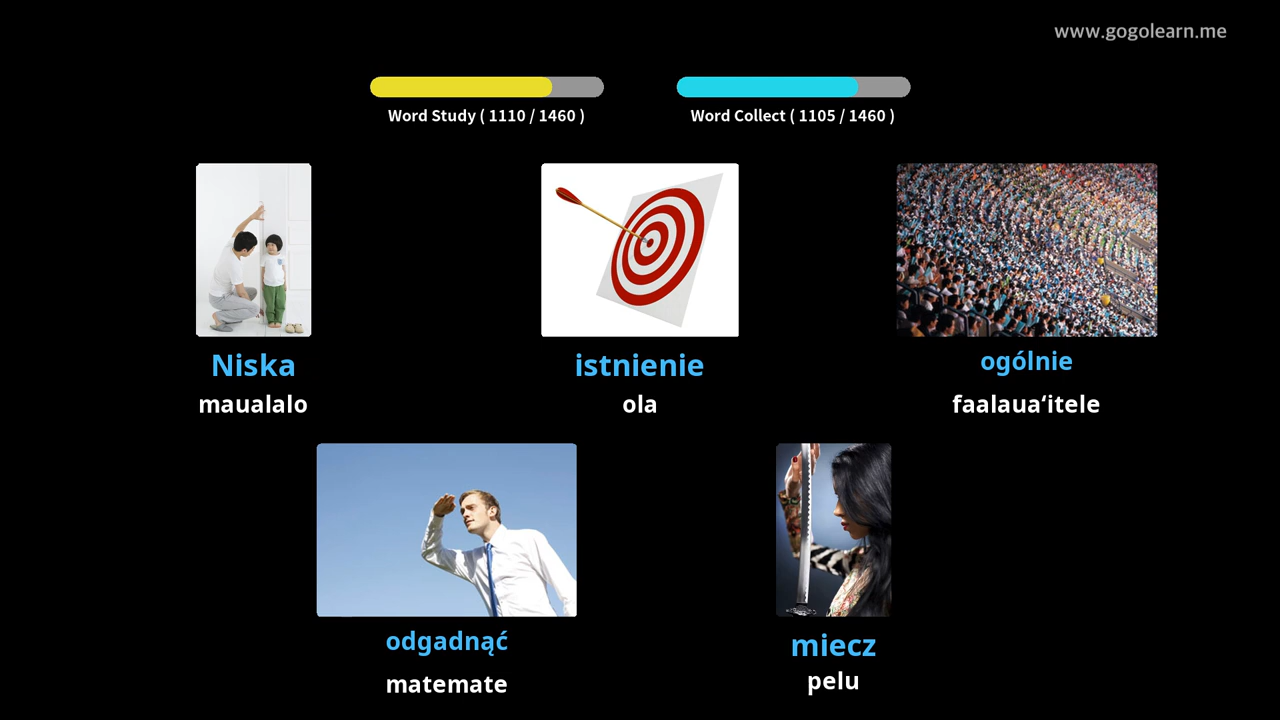 www.gogolearn.me
Word Study ( 1110 / 1460 )
Word Collect ( 1105 / 1460 )
Niska
maualalo
istnienie
ola
ogólnie
faalaua‘itele
odgadnąć
matemate
miecz
pelu